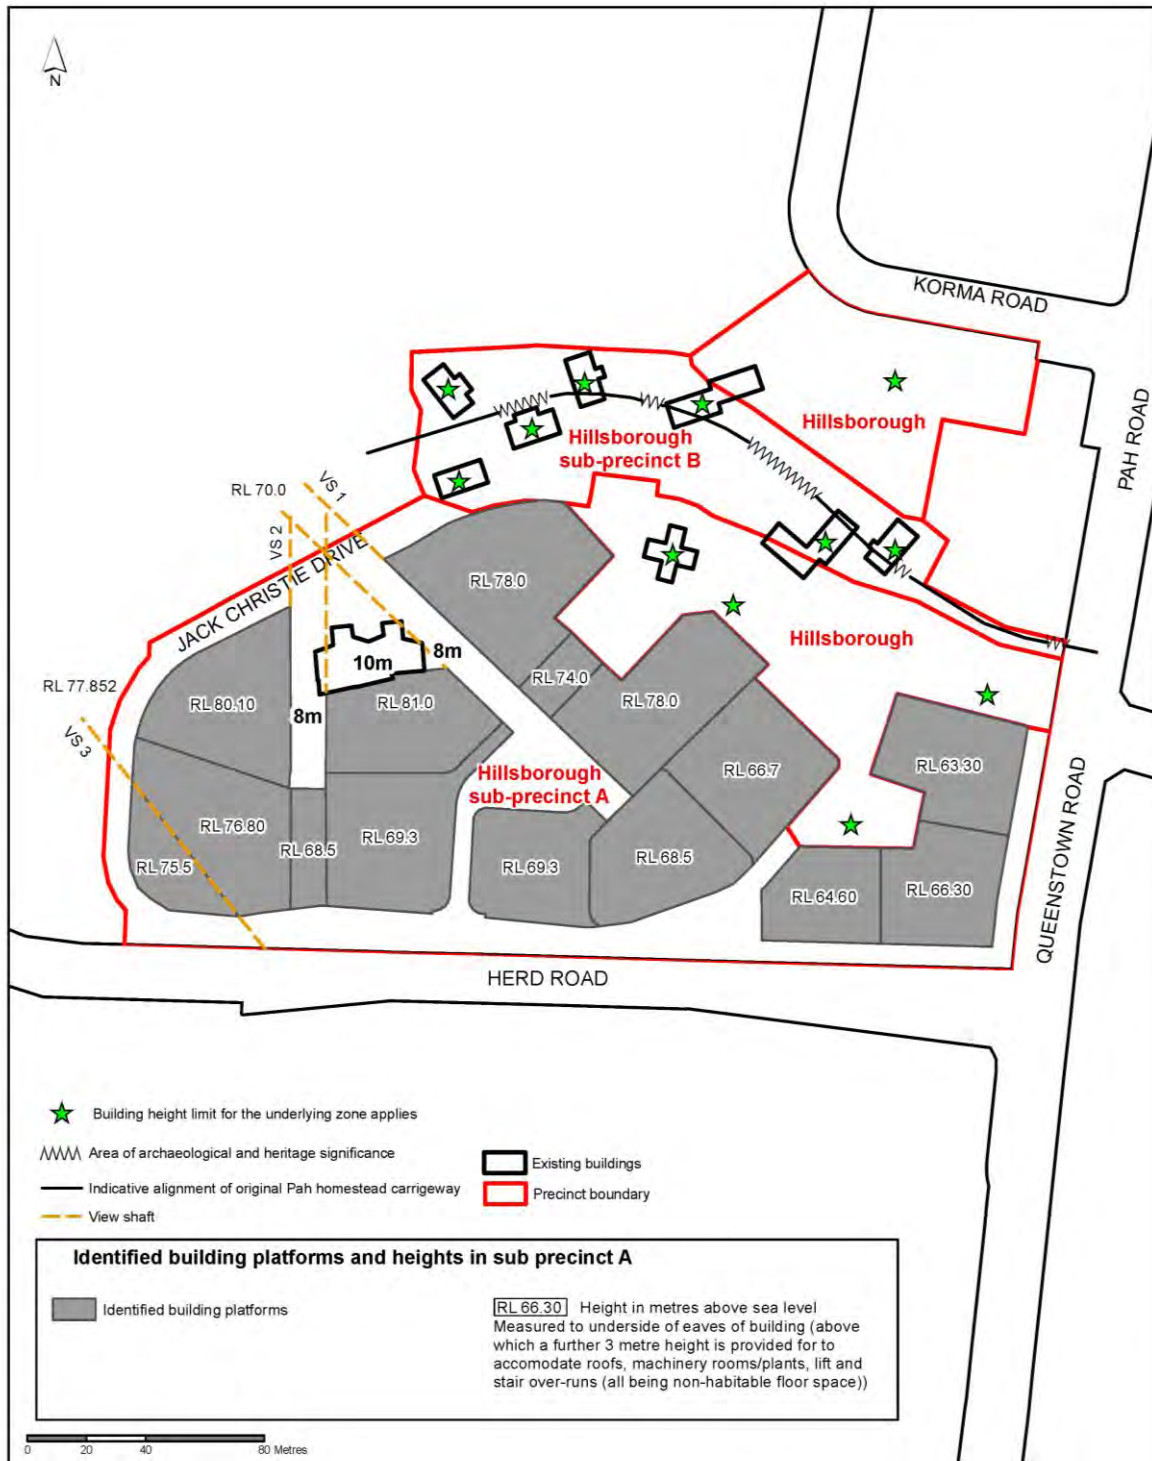 N
KORMA ROAD
PAH ROAD
Hillsborough
Hillsborough
sub-precinct B
VS 1
RL 70.0
VS 2
JACK CHRISTIE DRIVE
RL 78.0
Hillsborough
8m
10m
RL 74.0
RL 77.852
RL 80.10
RL 81.0
RL 78.0
8m
VS 3
Hillsborough
sub-precinct A
RL 66.7
RL 63.30
RL 76.80
RL 68.5
RL 69.3
RL 75.5
RL 69.3
RL 68.5
RL 64.60
RL 66.30
QUEENSTOWN ROAD
HERD ROAD
Building height limit for the underlying zone applies
Area of archaeological and heritage significance
Indicative alignment of original Pah homestead carrigeway
View shaft
Existing buildings
Precinct boundary
Identified building platforms and heights in sub precinct A
Identified building platforms
RL 66.30 Height in metres above sea level
Measured to underside of eaves of building (above
which a further 3 metre height is provided for to
accomodate roofs, machinery rooms/plants, lift and
stair over-runs (all being non-habitable floor space))
0 20 40 80 Metres